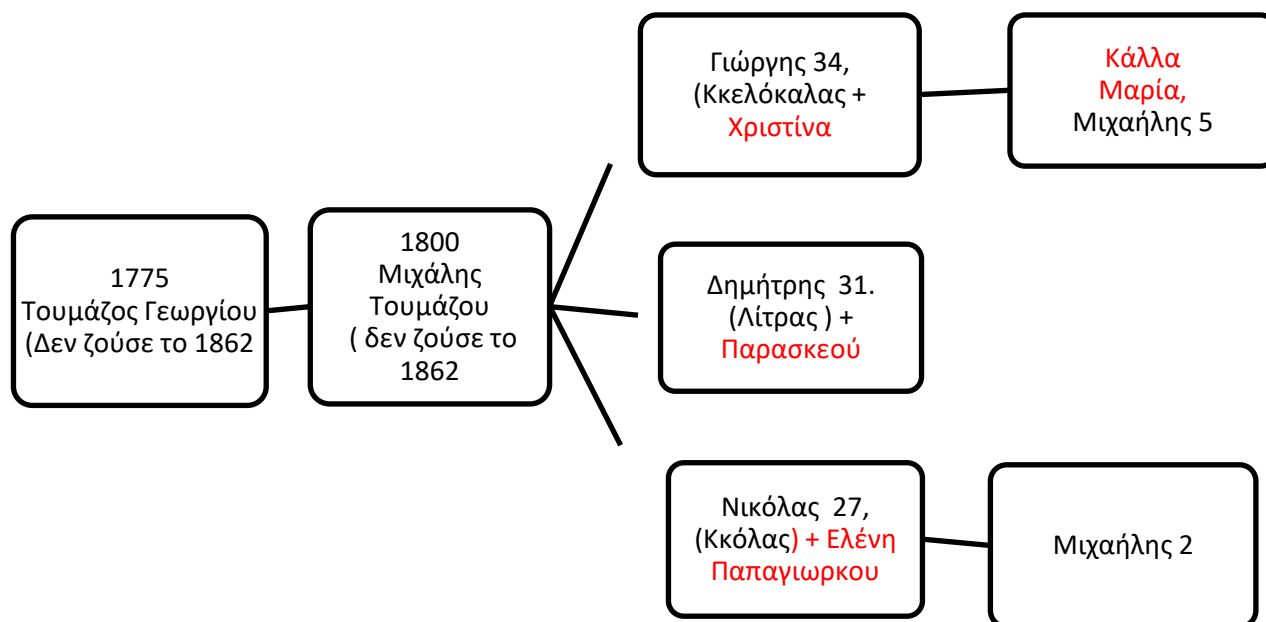 1775
Τουμάζος Γεωργίου
(Δεν ζούσε το 1862
1800
Μιχάλης
Τουμάζου
( δεν ζούσε το
1862
Γιώργης 34,
(Κκελόκαλας +
Χριστίνα
Κάλλα
Μαρία,
Μιχαήλης 5
Δημήτρης 31.
(Λίτρας ) +
Παρασκεού
Νικόλας 27,
(Κκόλας) + Ελένη
Παπαγιωρκου
Μιχαήλης 2